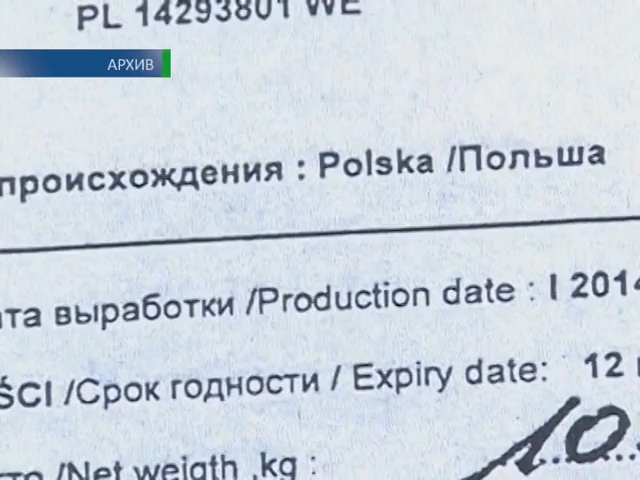 PL 14293801 WE
АРХИВ
происхождения : Polska /Польша
та выработки /Production date : I 2014
ŚCI /Срок годности / Expiry date: 12
/Net weigth ,kg :
10